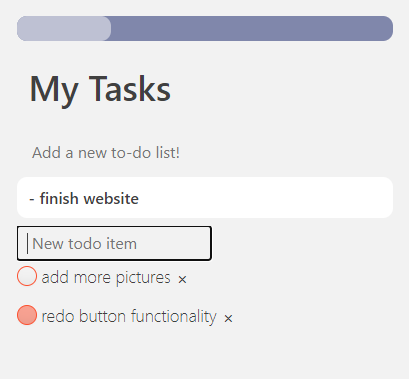 My Tasks
Add a new to-do list!
- finish website
New todo item
add more pictures ×
redo button functionality ×